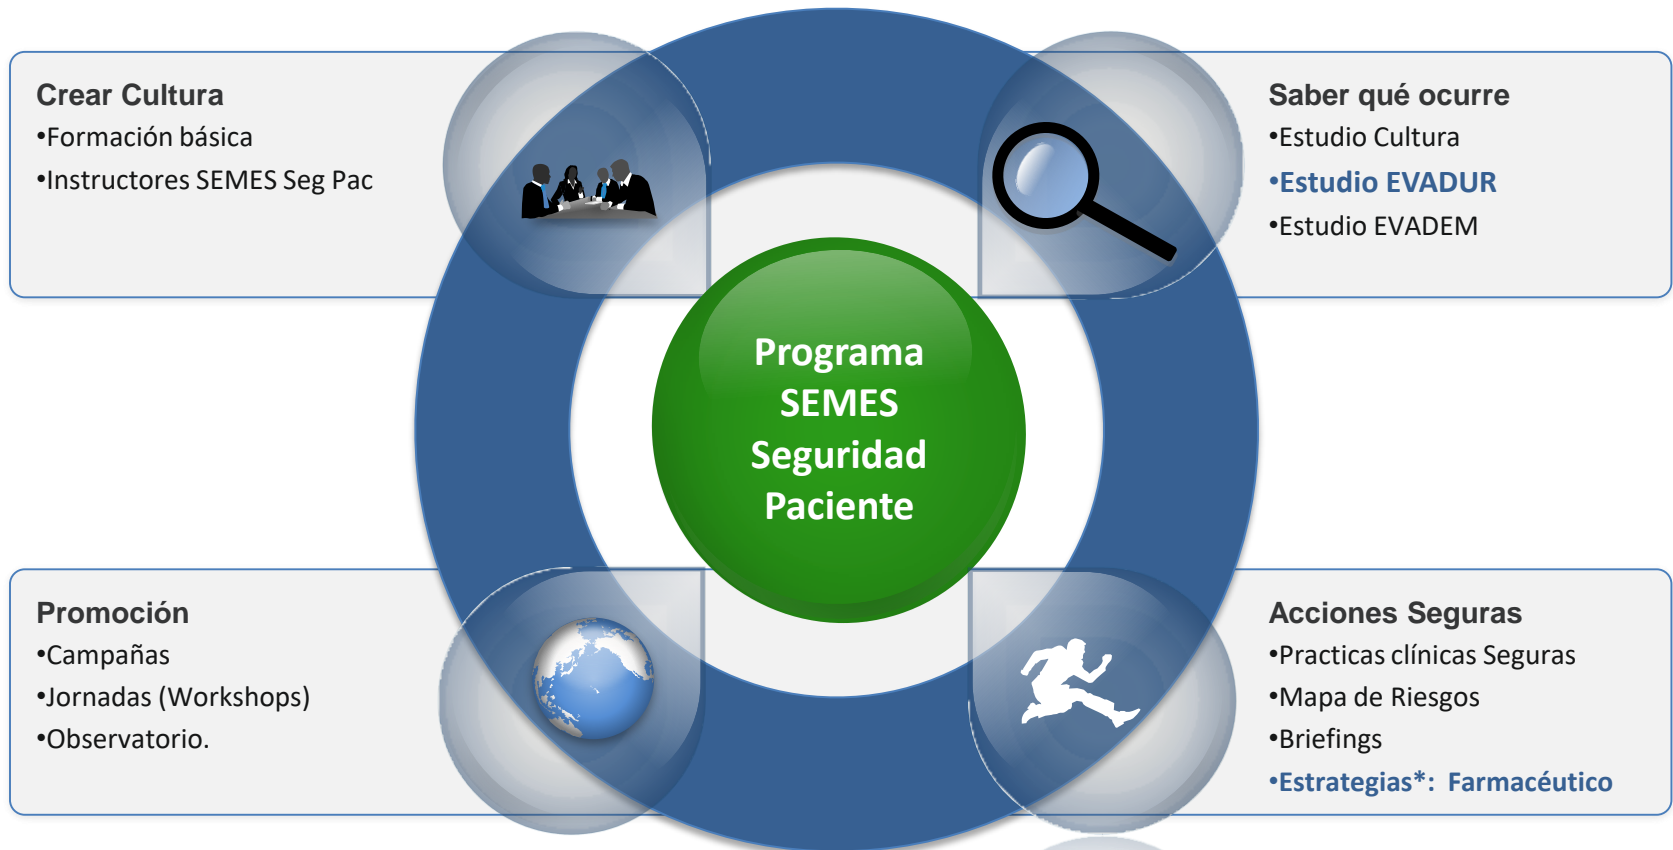 Crear Cultura
•Formación básica
•Instructores SEMES Seg Pac
Saber qué ocurre
•Estudio Cultura
•Estudio EVADUR
•Estudio EVADEM
Programa
SEMES
Seguridad
Paciente
Promoción
•Campañas
•Jornadas (Workshops)
•Observatorio.
Acciones Seguras
•Practicas clínicas Seguras
•Mapa de Riesgos
•Briefings
•Estrategias*: Farmacéutico